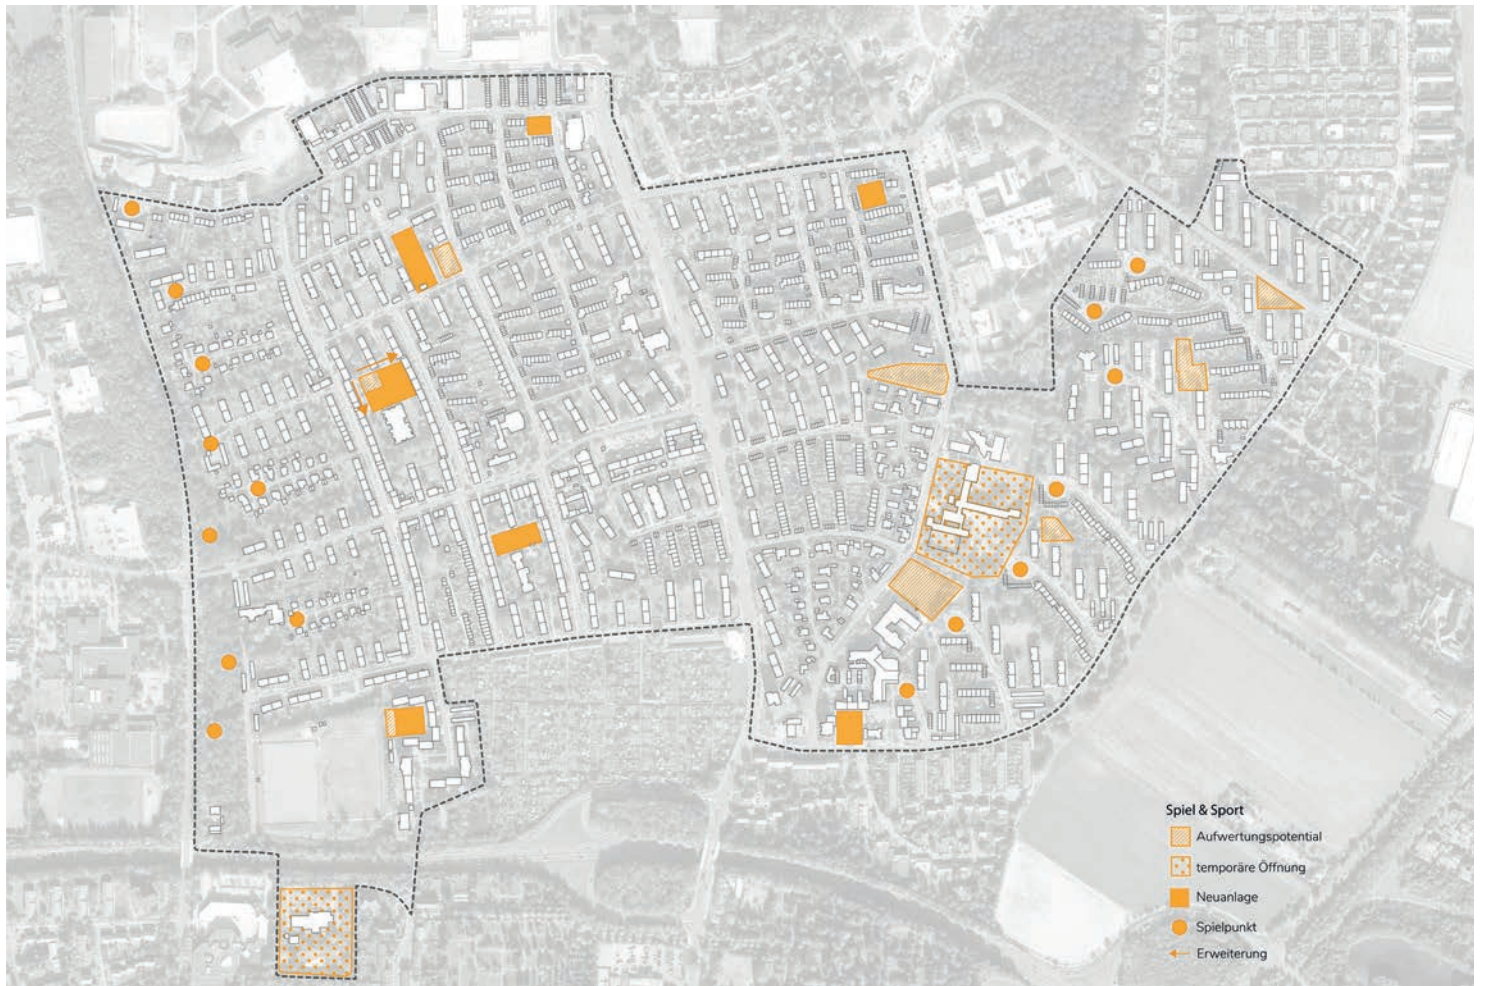 Spiel & Sport
Aufwertungspotential
temporäre Öffnung
Neuanlage
Spielpunkt
Erweiterung